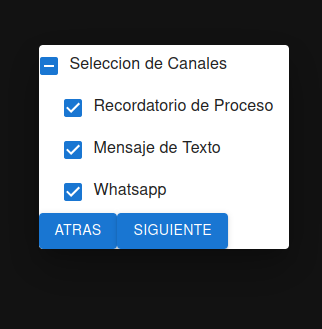 Seleccion de Canales
Recordatorio de Proceso
Mensaje de Texto
Whatsapp
ATRAS SIGUIENTE